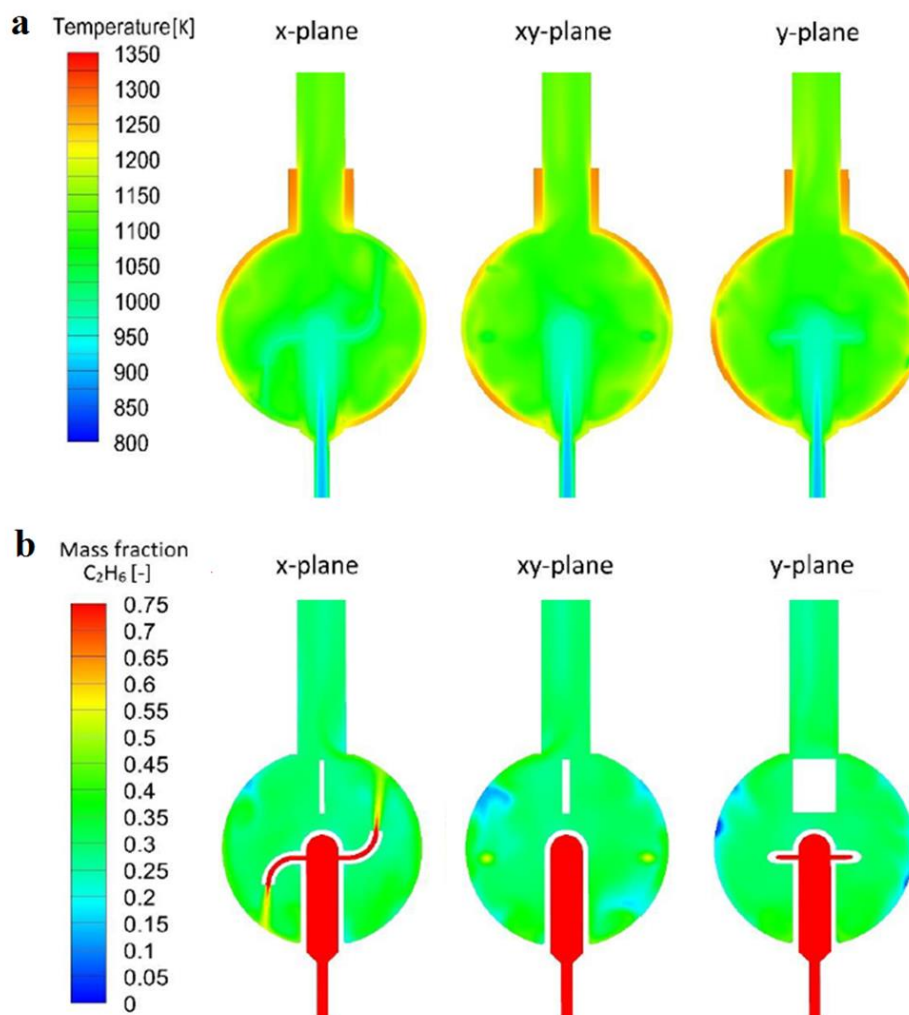 a
Temperature[K]
x-plane
xy-plane
y-plane
1350
1300
1250
1200
1150
1100
1050
1000
950
900
850
800
b
Mass fraction
C₂H₆ [-]
x-plane
xy-plane
y-plane
0.75
0.7
0.65
0.6
0.55
0.5
0.45
0.4
0.35
0.3
0.25
0.2
0.15
0.1
0.05
0